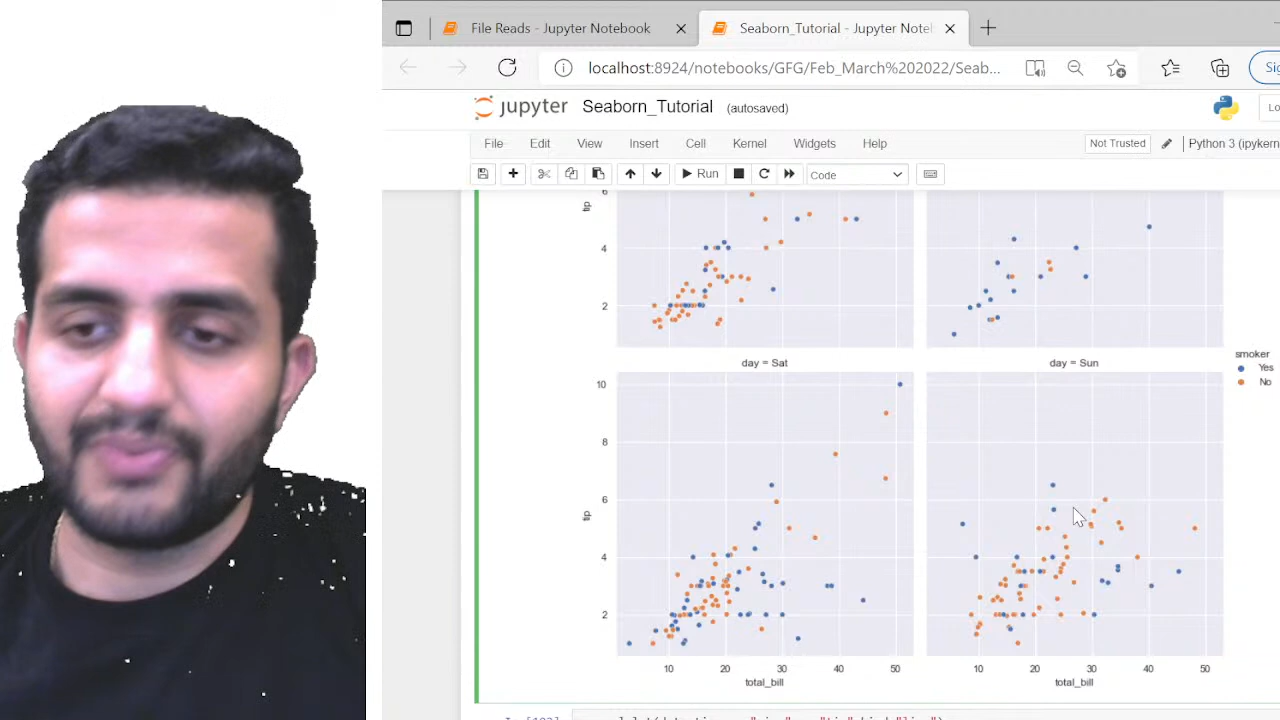 File Reads - Jupyter Notebook
Seaborn_Tutorial - Jupyter Notel
localhost:8924/notebooks/GFG/Feb_March%202022/Seab...
Sig
jupyter Seaborn_Tutorial (autosaved)
Lo
File Edit View Insert Cell Kernel Widgets Help
Not Trusted
Python 3 (ipykern
Run
Code
6
tip
4
2
day = Sat
day = Sun
smoker
Yes
No
10
8
6
tip
4
2
10 20 30 40 50
10 20 30 40 50
total_bill
total_bill